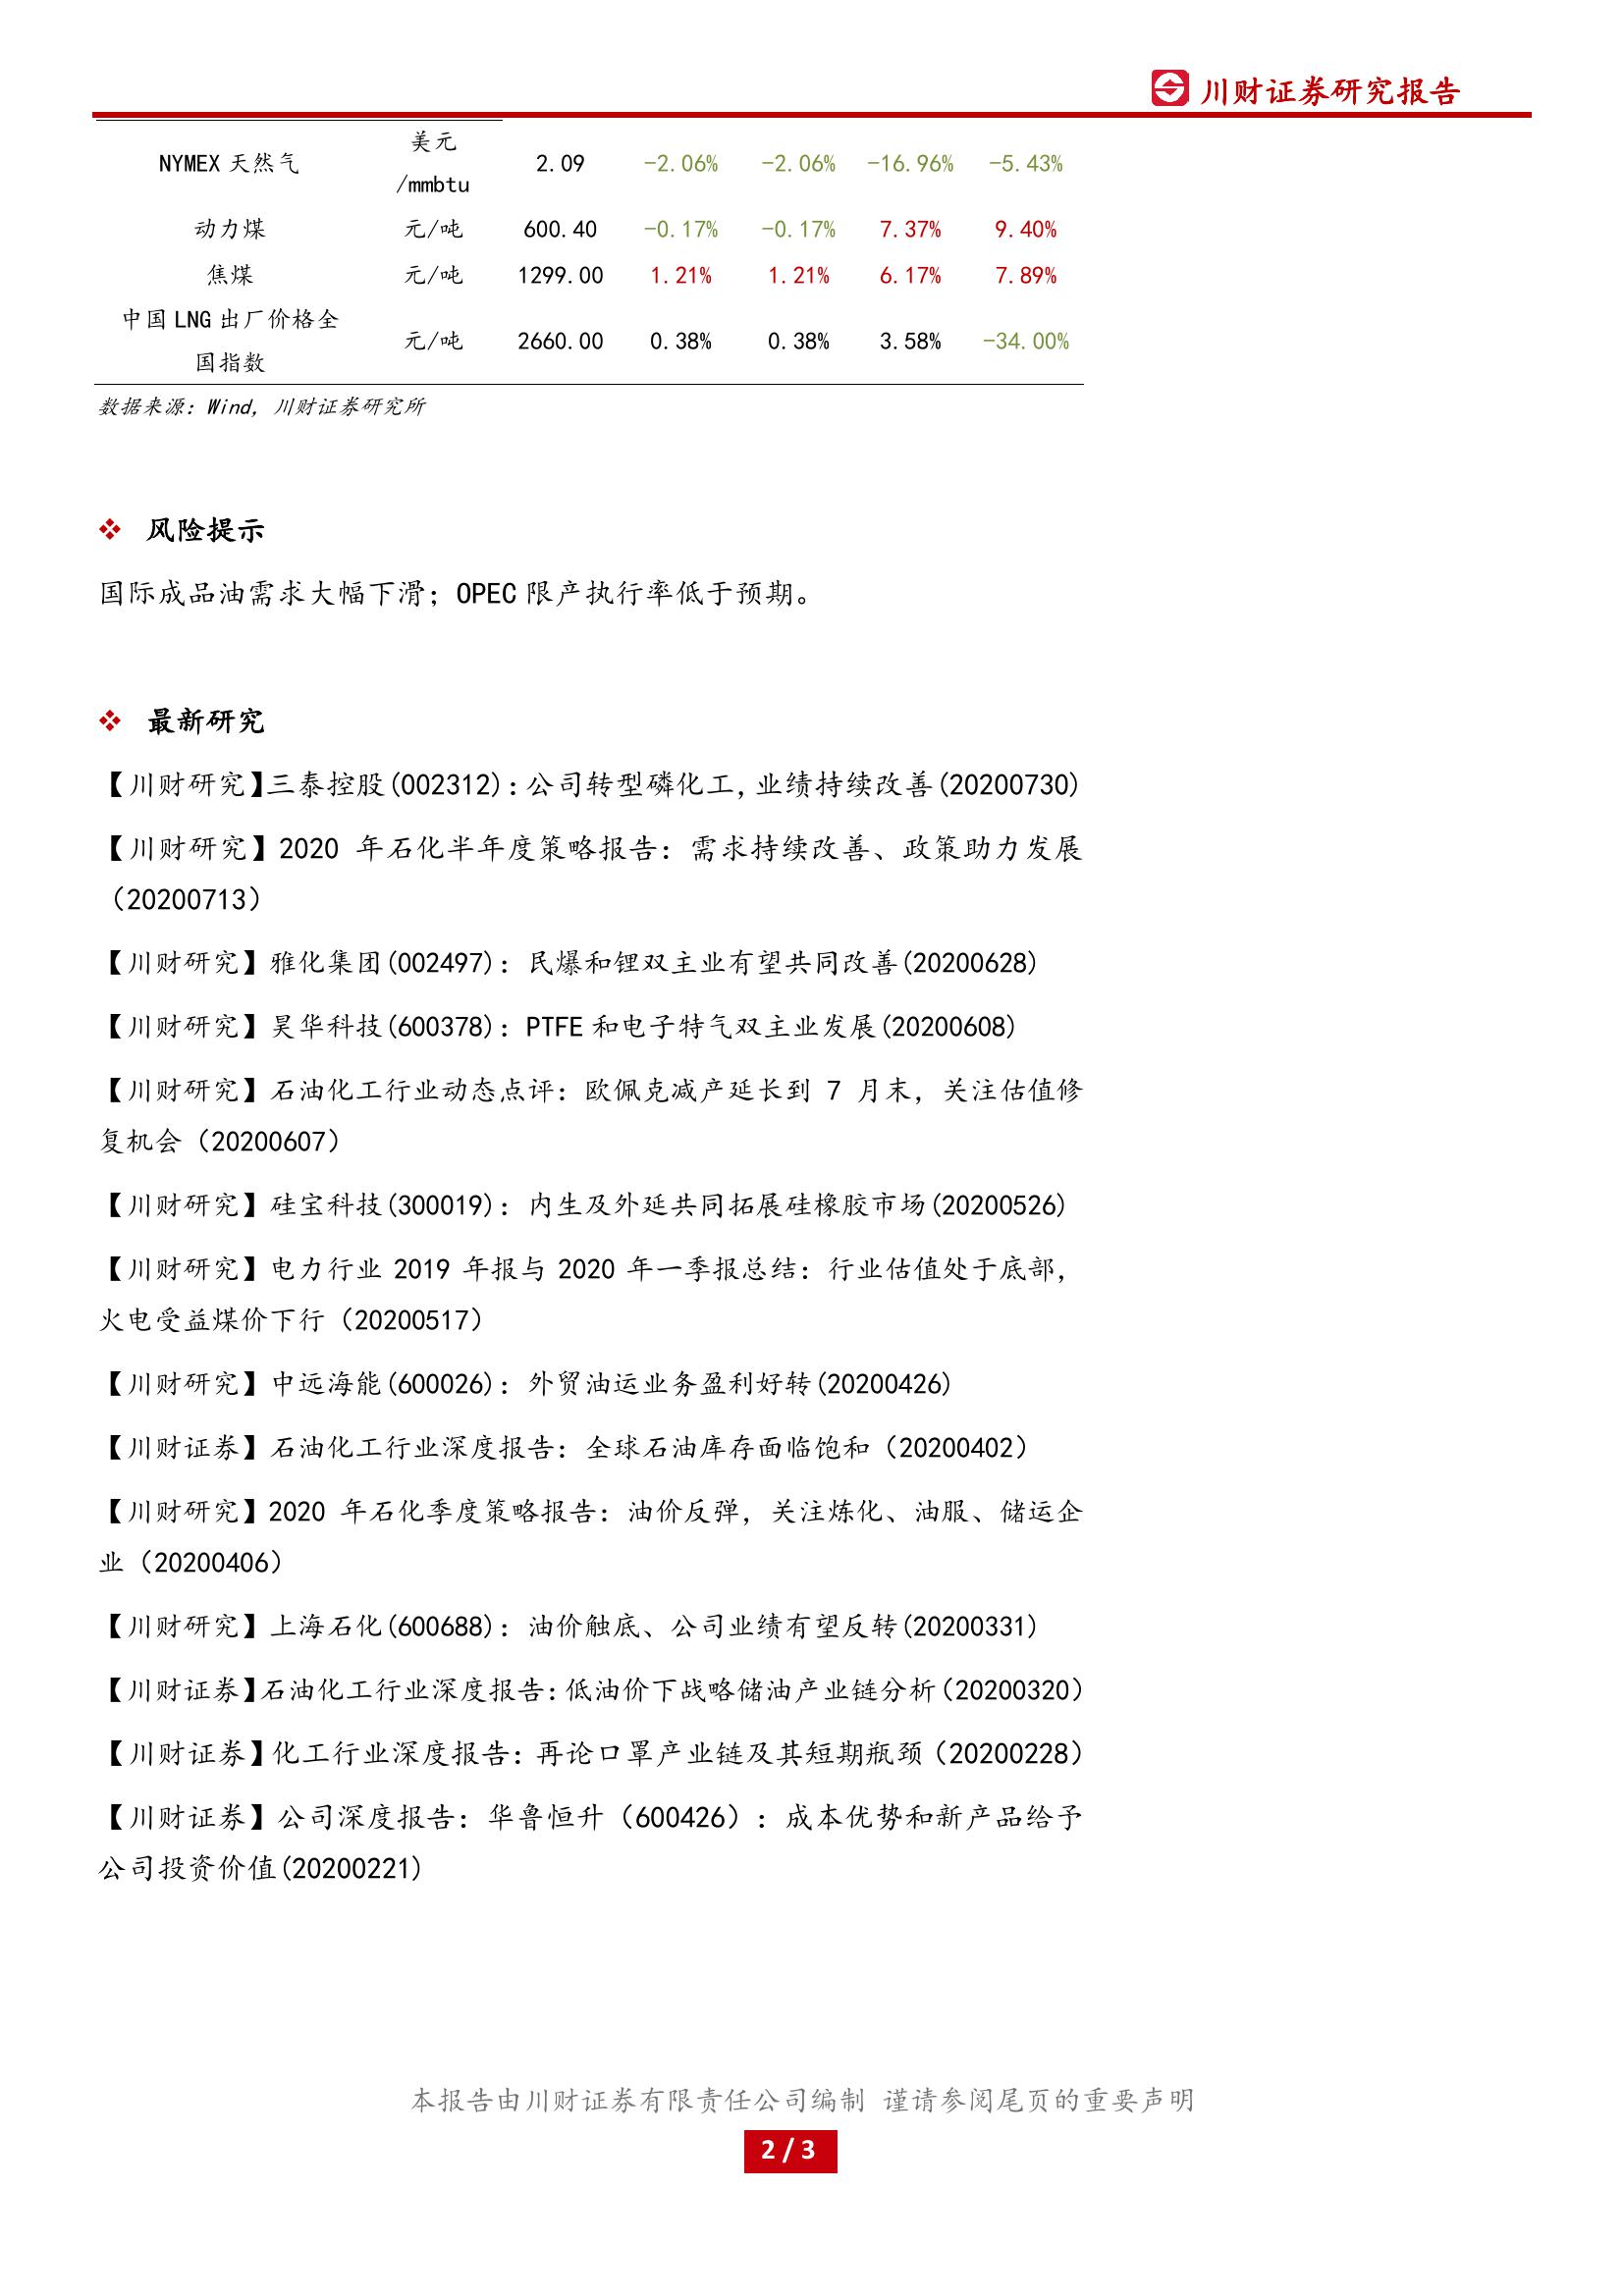 川财证券研究报告
NYMEX 天然气 美元/mmbtu 2.09 -2.06% -2.06% -16.96% -5.43%
动力煤 元/吨 600.40 -0.17% -0.17% 7.37% 9.40%
焦煤 元/吨 1299.00 1.21% 1.21% 6.17% 7.89%
中国 LNG 出厂价格全国指数 元/吨 2660.00 0.38% 0.38% 3.58% -34.00%
数据来源：Wind, 川财证券研究所
风险提示
国际成品油需求大幅下滑；OPEC 限产执行率低于预期。
最新研究
【川财研究】三泰控股(002312)：公司转型磷化工,业绩持续改善(20200730)
【川财研究】2020 年石化半年度策略报告：需求持续改善、政策助力发展
（20200713）
【川财研究】雅化集团(002497)：民爆和锂双主业有望共同改善(20200628)
【川财研究】昊华科技(600378)：PTFE 和电子特气双主业发展(20200608)
【川财研究】石油化工行业动态点评：欧佩克减产延长到 7 月末，关注估值修
复机会（20200607）
【川财研究】硅宝科技(300019)：内生及外延共同拓展硅橡胶市场(20200526)
【川财研究】电力行业 2019 年报与 2020 年一季报总结：行业估值处于底部，
火电受益煤价下行（20200517）
【川财研究】中远海能(600026)：外贸油运业务盈利好转(20200426)
【川财证券】石油化工行业深度报告：全球石油库存面临饱和（20200402）
【川财研究】2020 年石化季度策略报告：油价反弹，关注炼化、油服、储运企
业（20200406）
【川财研究】上海石化(600688)：油价触底、公司业绩有望反转(20200331)
【川财证券】石油化工行业深度报告：低油价下战略储油产业链分析（20200320）
【川财证券】化工行业深度报告：再论口罩产业链及其短期瓶颈（20200228）
【川财证券】公司深度报告：华鲁恒升（600426）：成本优势和新产品给予
公司投资价值(20200221)
本报告由川财证券有限责任公司编制 谨请参阅尾页的重要声明
2 / 3